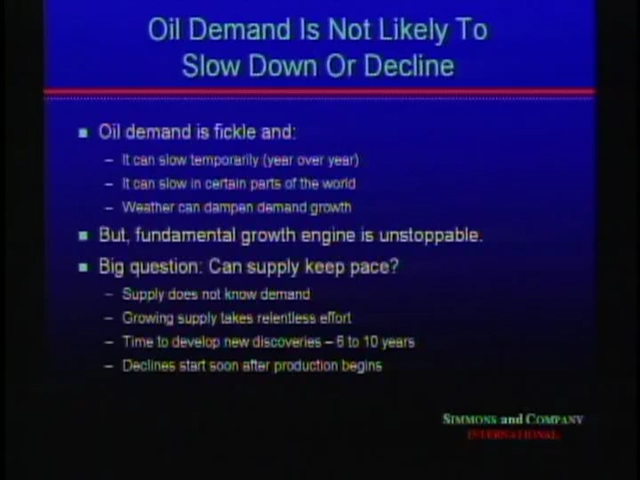 Oil Demand Is Not Likely To
Slow Down Or Decline
Oil demand is fickle and:
– It can slow temporarily (year over year)
– It can slow in certain parts of the world
– Weather can dampen demand growth
But, fundamental growth engine is unstoppable.
Big question: Can supply keep pace?
– Supply does not know demand
– Growing supply takes relentless effort
– Time to develop new discoveries – 6 to 10 years
– Declines start soon after production begins
SIMMONS and COMPANY
INTERNATIONAL